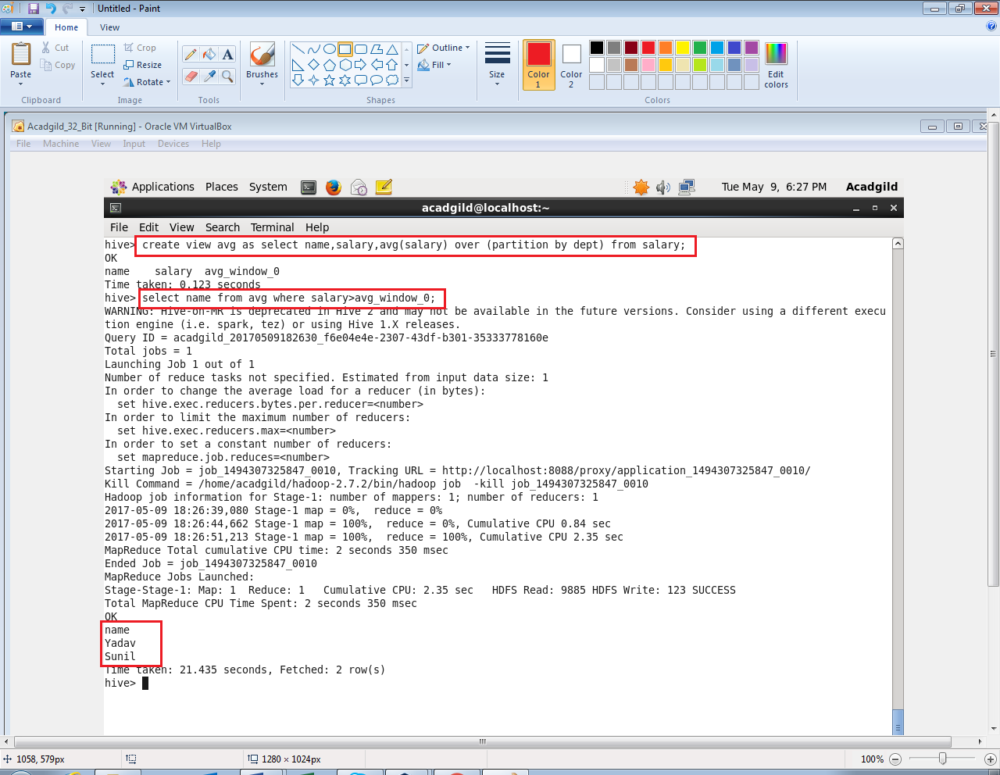 Untitled - Paint
Home
View
Paste
Cut
Copy
Clipboard
Select
Crop
Resize
Rotate
Image
Tools
Brushes
Shapes
Outline
Fill
Size
Color 1
Color 2
Edit colors
Colors
Acadgild_32_Bit [Running] - Oracle VM VirtualBox
File Machine View Input Devices Help
Applications Places System Tue May 9, 6:27 PM Acadgild
acadgild@localhost:~
File Edit View Search Terminal Help
hive> create view avg as select name,salary,avg(salary) over (partition by dept) from salary;
OK
name salary avg_window_0
Time taken: 0.123 seconds
hive> select name from avg where salary>avg_window_0;
WARNING: Hive-on-MR is deprecated in Hive 2 and may not be available in the future versions. Consider using a different execu
tion engine (i.e. spark, tez) or using Hive 1.X releases.
Query ID = acadgild_20170509182630_f6e04e4e-2307-43df-b301-35333778160e
Total jobs = 1
Launching Job 1 out of 1
Number of reduce tasks not specified. Estimated from input data size: 1
In order to change the average load for a reducer (in bytes):
set hive.exec.reducers.bytes.per.reducer=<number>
In order to limit the maximum number of reducers:
set hive.exec.reducers.max=<number>
In order to set a constant number of reducers:
set mapreduce.job.reduces=<number>
Starting Job = job_1494307325847_0010, Tracking URL = http://localhost:8088/proxy/application_1494307325847_0010/
Kill Command = /home/acadgild/hadoop-2.7.2/bin/hadoop job -kill job_1494307325847_0010
Hadoop job information for Stage-1: number of mappers: 1; number of reducers: 1
2017-05-09 18:26:39,080 Stage-1 map = 0%, reduce = 0%
2017-05-09 18:26:44,662 Stage-1 map = 100%, reduce = 0%, Cumulative CPU 0.84 sec
2017-05-09 18:26:51,213 Stage-1 map = 100%, reduce = 100%, Cumulative CPU 2.35 sec
MapReduce Total cumulative CPU time: 2 seconds 350 msec
Ended Job = job_1494307325847_0010
MapReduce Jobs Launched:
Stage-Stage-1: Map: 1 Reduce: 1 Cumulative CPU: 2.35 sec HDFS Read: 9885 HDFS Write: 123 SUCCESS
Total MapReduce CPU Time Spent: 2 seconds 350 msec
OK
name
Yadav
Sunil
Time taken: 21.435 seconds, Fetched: 2 row(s)
hive>
1058, 579px
1280 × 1024px
100%